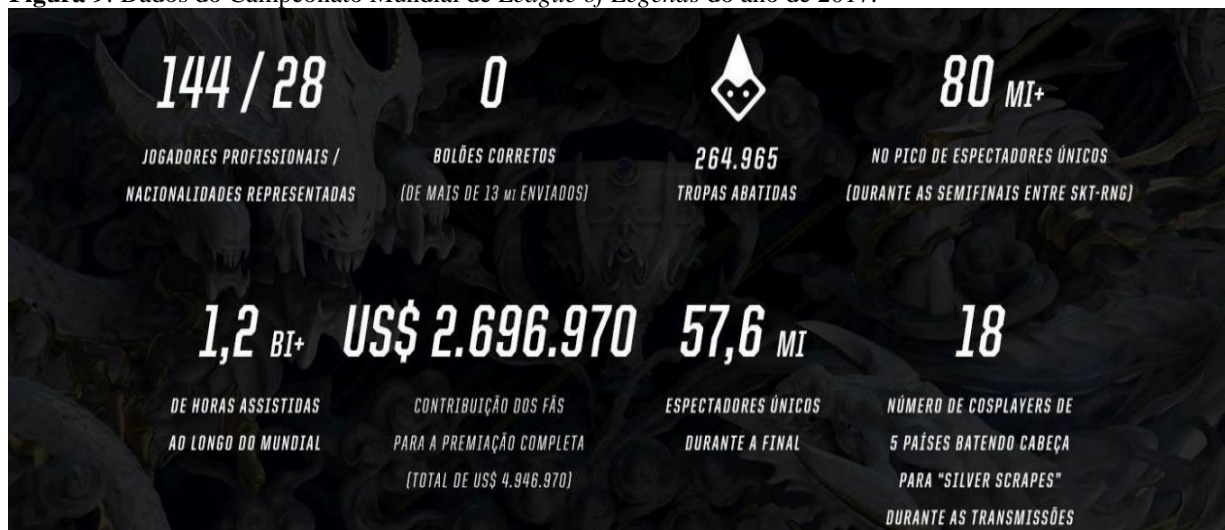 Figura 9: Dados do Campeonato Mundial de League of Legends do ano de 2017.
144 / 28
JOGADORES PROFISSIONAIS /
NACIONALIDADES REPRESENTADAS
0
BOLÕES CORRETOS
(DE MAIS DE 13 MI ENVIADOS)
264.965
TROPAS ABATIDAS
80 MI+
NO PICO DE ESPECTADORES ÚNICOS
(DURANTE AS SEMIFINAIS ENTRE SKT-RNG)
1,2 BI+
DE HORAS ASSISTIDAS
AO LONGO DO MUNDIAL
US$ 2.696.970
CONTRIBUIÇÃO DOS FÃS
PARA A PREMIAÇÃO COMPLETA
(TOTAL DE US$ 4.946.970)
57,6 MI
ESPECTADORES ÚNICOS
DURANTE A FINAL
18
NÚMERO DE COSPLAYERS DE
5 PAÍSES BATENDO CABEÇA
PARA "SILVER SCRAPES"
DURANTE AS TRANSMISSÕES